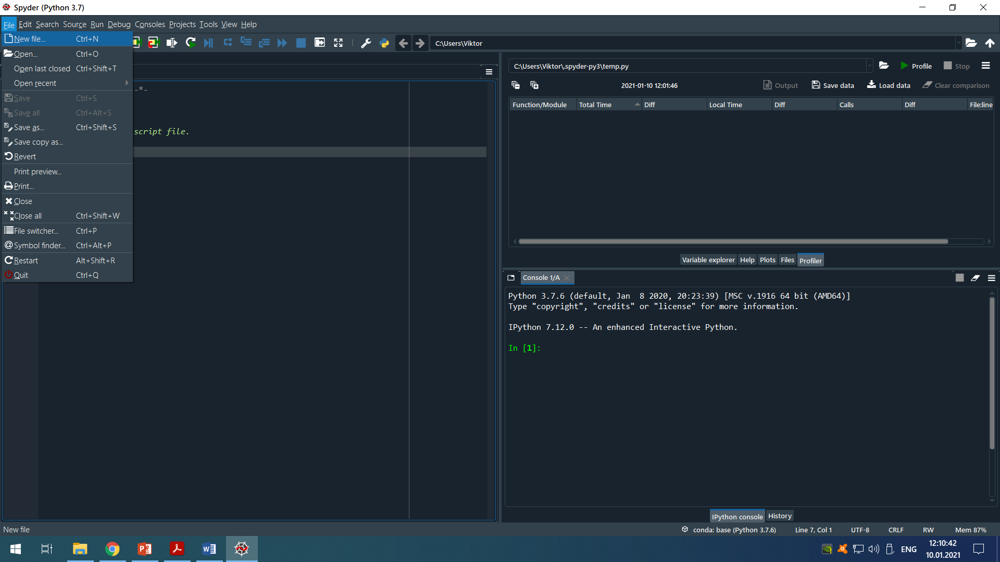 Spyder (Python 3.7)
File Edit Search Source Run Debug Consoles Projects Tools View Help
New file... Ctrl+N
Open... Ctrl+O
Open last closed Ctrl+Shift+T
Open recent
Save Ctrl+S
Save all Ctrl+Alt+S
Save as... Ctrl+Shift+S
Save copy as...
Revert
Print preview...
Print...
Close
Close all Ctrl+Shift+W
File switcher... Ctrl+P
Symbol finder... Ctrl+Alt+P
Restart Alt+Shift+R
Quit Ctrl+Q
C:\Users\Viktor
-*-
script file.
C:\Users\Viktor\.spyder-py3\temp.py
Profile Stop
2021-01-10 12:01:46 Output Save data Load data Clear comparison
Function/Module Total Time Diff Local Time Diff Calls Diff File:line
Variable explorer Help Plots Files Profiler
Console 1/A
Python 3.7.6 (default, Jan  8 2020, 20:23:39) [MSC v.1916 64 bit (AMD64)]
Type "copyright", "credits" or "license" for more information.
IPython 7.12.0 -- An enhanced Interactive Python.
In [1]:
IPython console History
New file
conda: base (Python 3.7.6) Line 7, Col 1 UTF-8 CRLF RW Mem 87%
ENG
12:10:42
10.01.2021